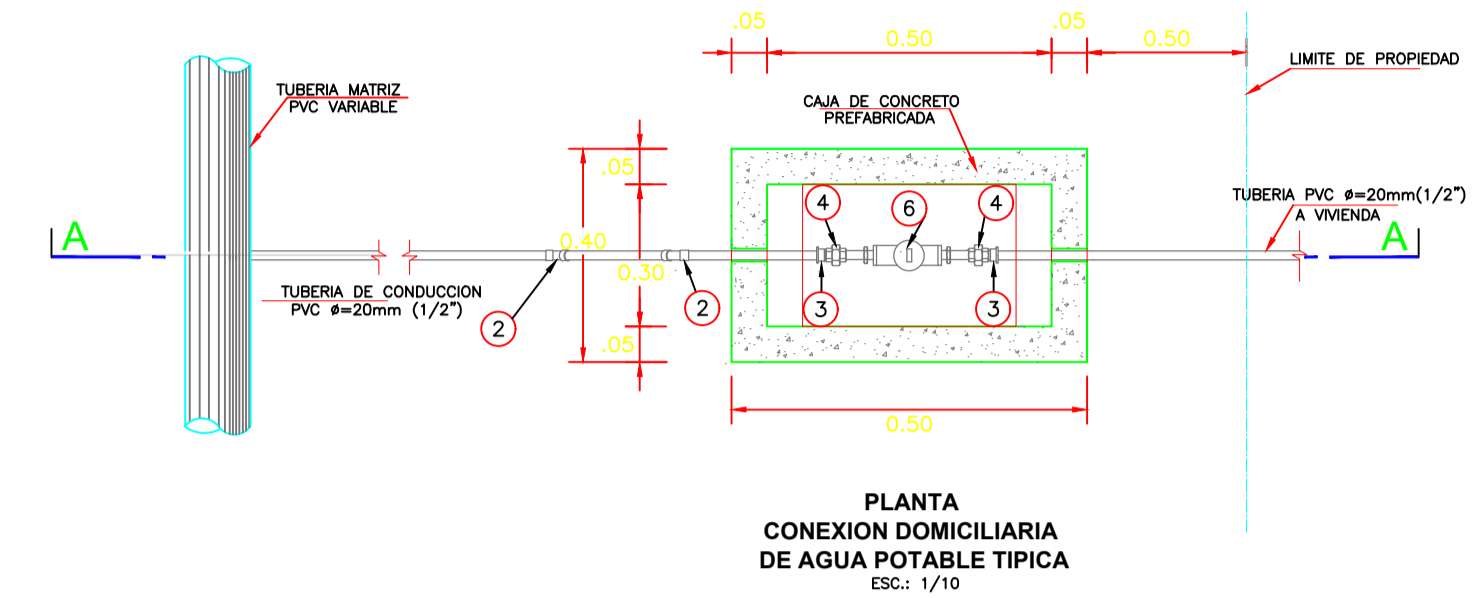 .05
0.50
.05
0.50
LIMITE DE PROPIEDAD
TUBERIA MATRIZ
PVC VARIABLE
CAJA DE CONCRETO
PREFABRICADA
.05
4
6
4
TUBERIA PVC ø=20mm(1/2")
A VIVIENDA
A
0.40
A
0.30
TUBERIA DE CONDUCCION
PVC ø=20mm (1/2")
2
2
3
3
.05
0.50
PLANTA
CONEXION DOMICILIARIA
DE AGUA POTABLE TIPICA
ESC.: 1/10